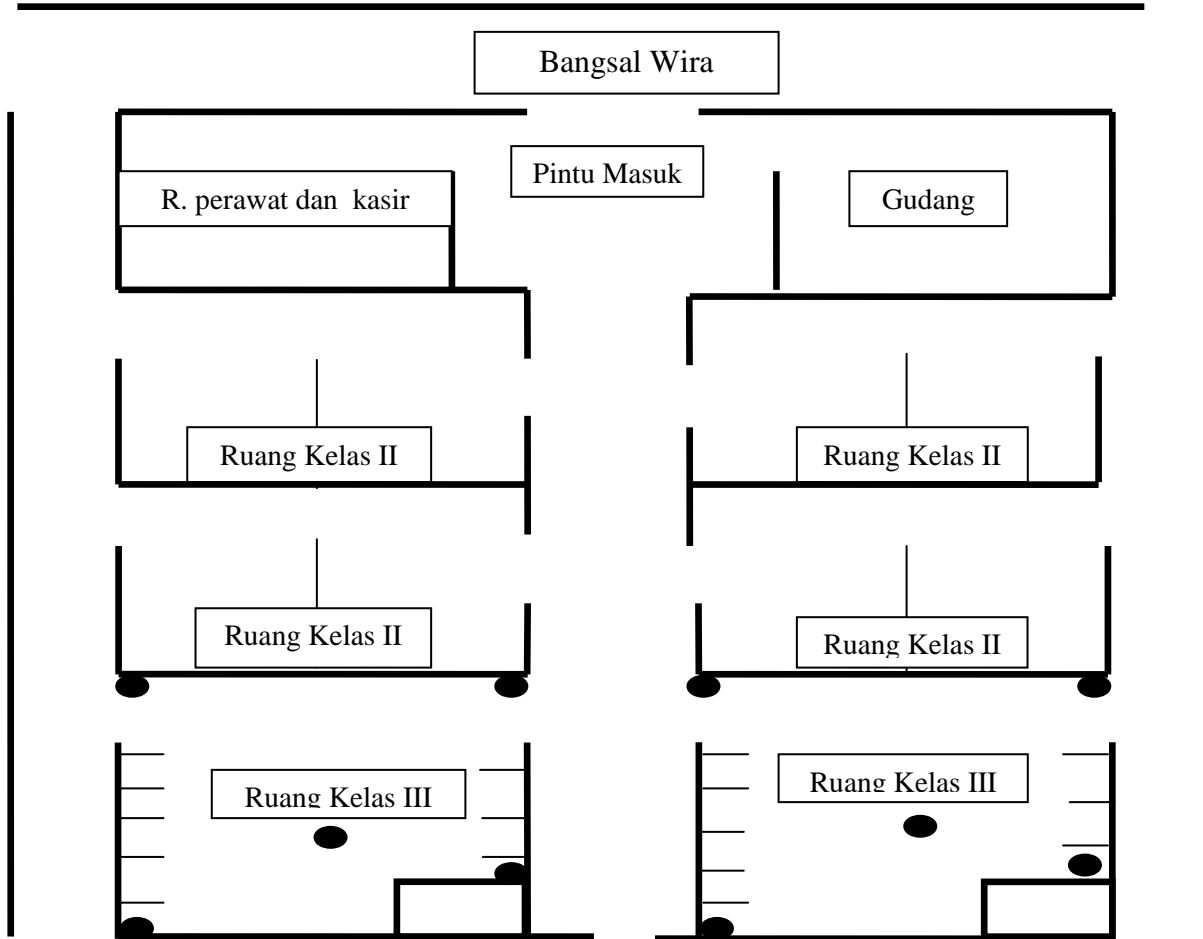 Bangsal Wira
Pintu Masuk
R. perawat dan kasir
Gudang
Ruang Kelas II
Ruang Kelas II
Ruang Kelas II
Ruang Kelas II
Ruang Kelas III
Ruang Kelas III